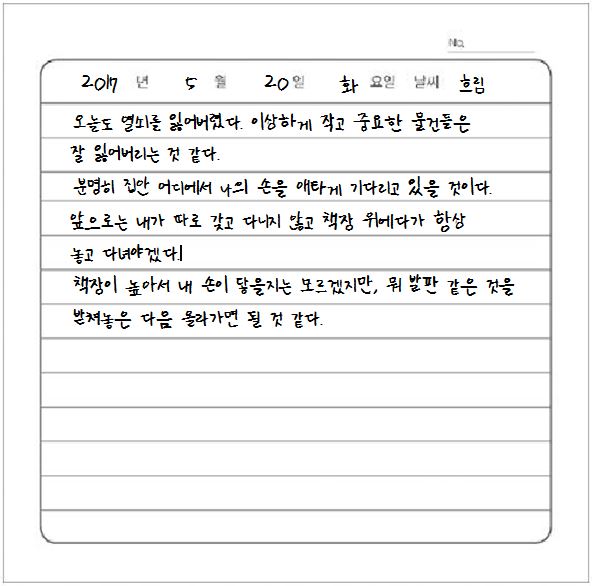 No.
2017 년 5 월 20 일 화 요일 날씨 흐림
오늘도 열쇠를 잃어버렸다. 이상하게 작고 중요한 물건들은
잘 잃어버리는 것 같다.
분명히 집안 어디에서 나의 손을 애타게 기다리고 있을 것이다.
앞으로는 내가 따로 갖고 다니지 않고 책장 위에다가 항상
놓고 다녀야겠다
책장이 높아서 내 손이 닿을지는 모르겠지만, 뭐 발판 같은 것을
받쳐놓은 다음 올라가면 될 것 같다.